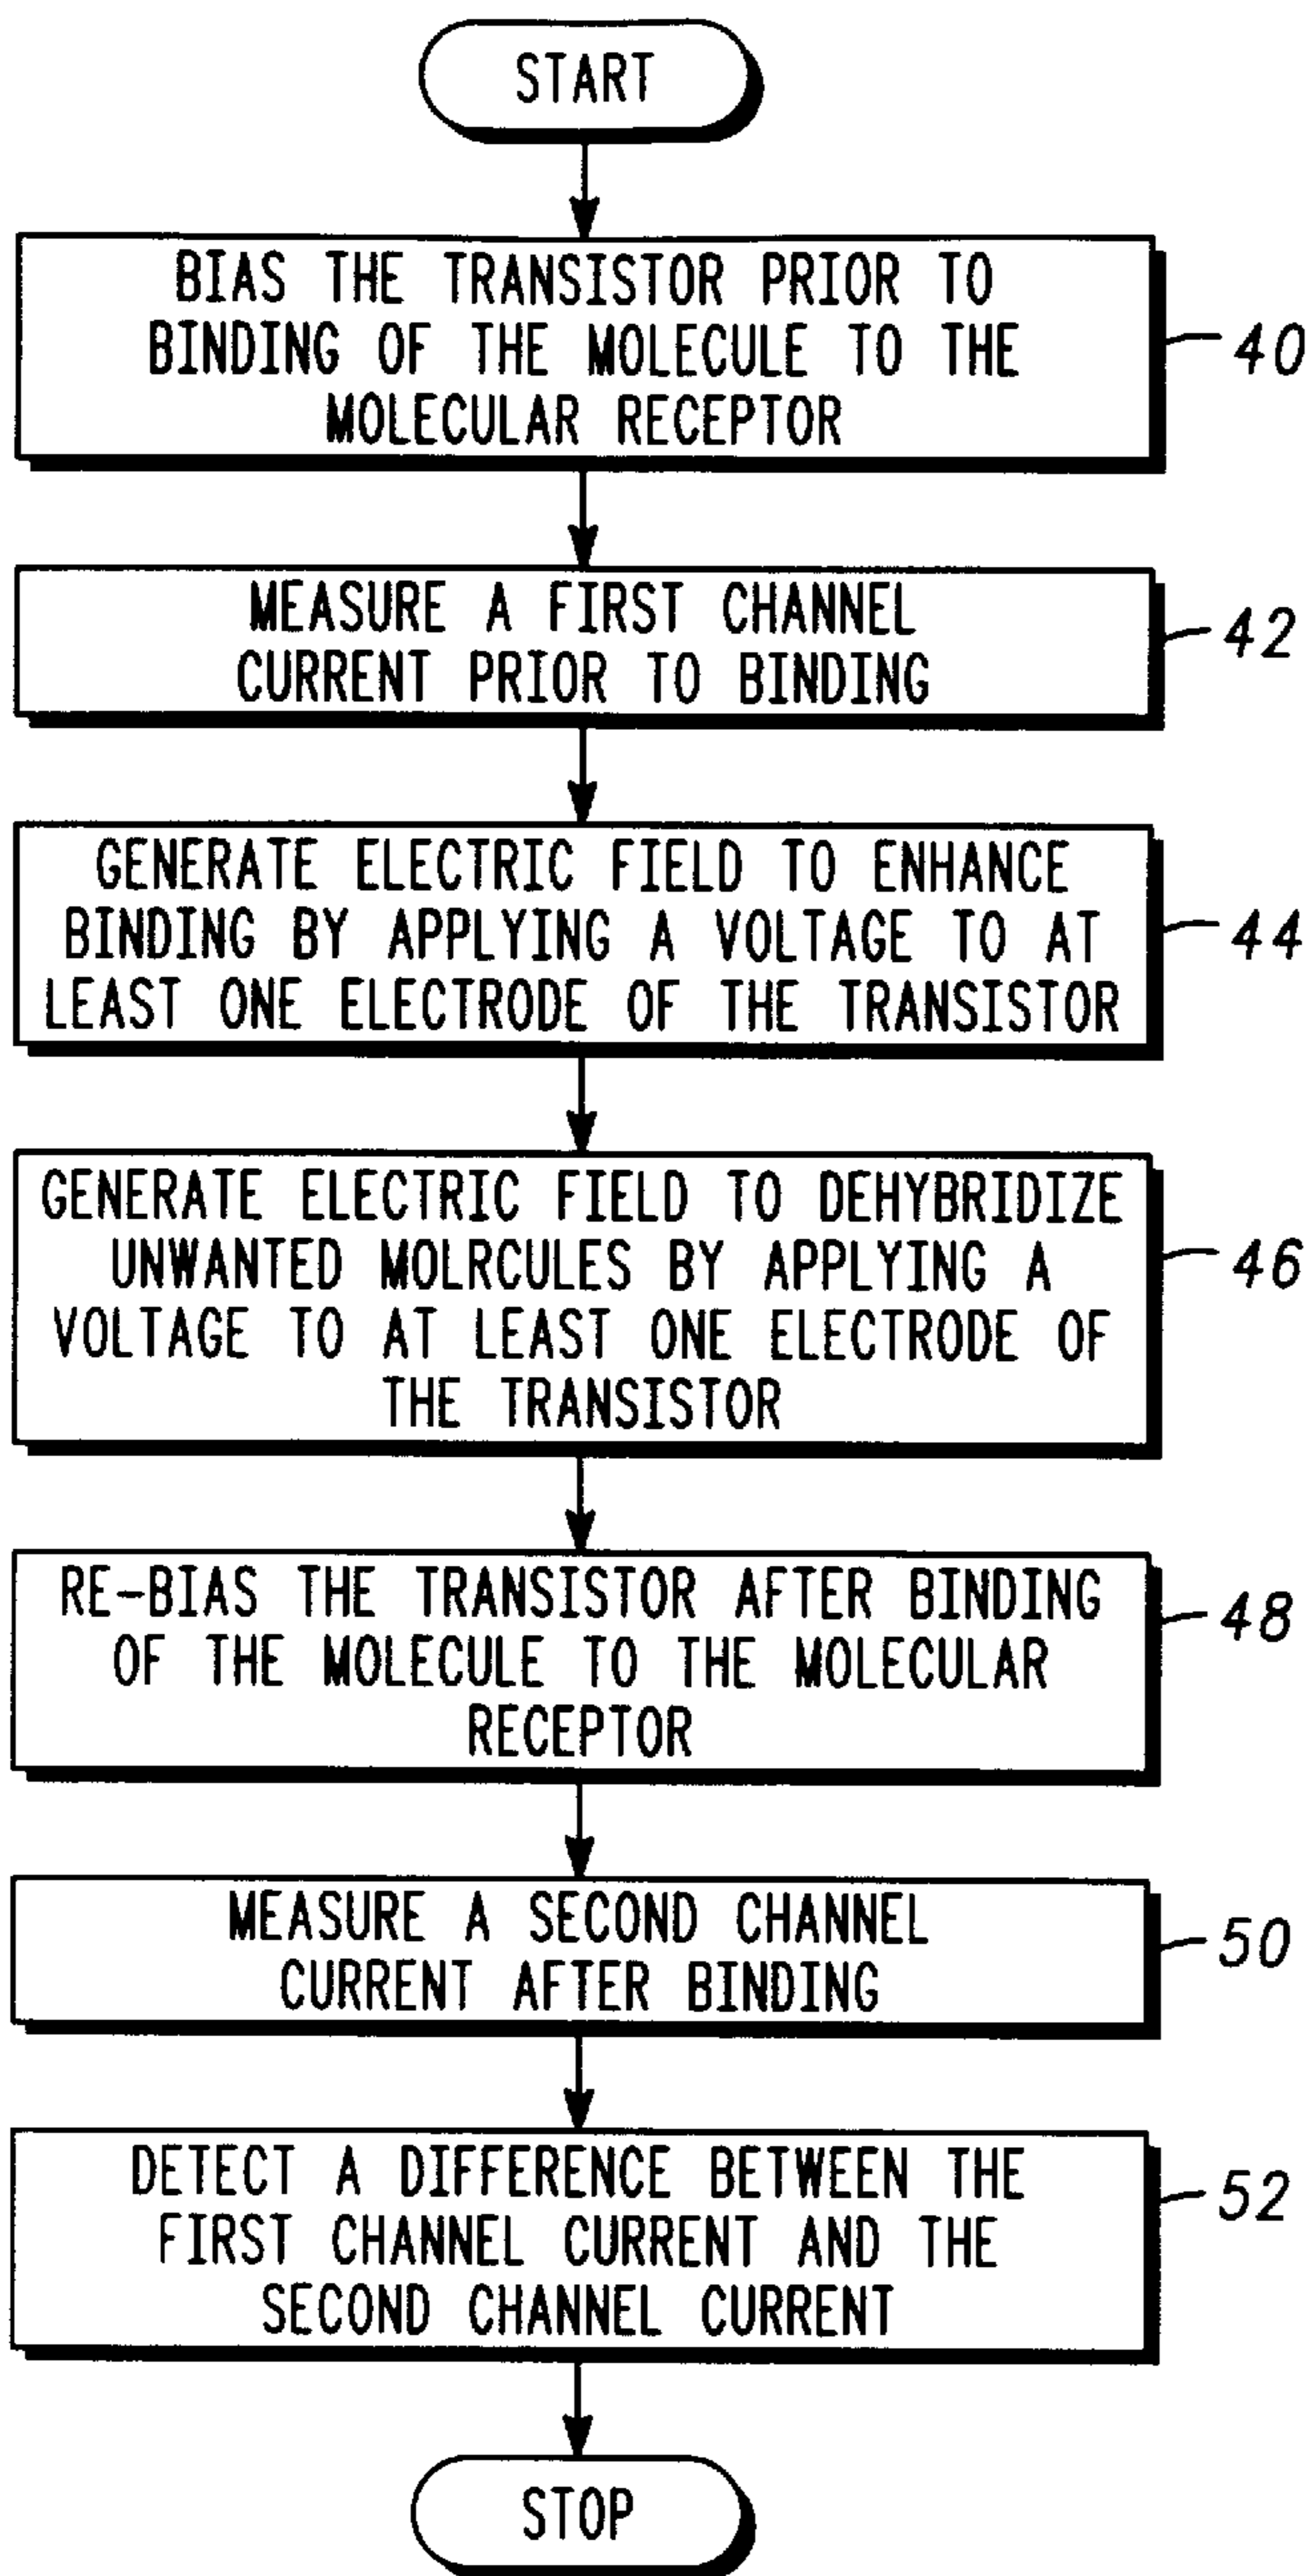 START
BIAS THE TRANSISTOR PRIOR TO
BINDING OF THE MOLECULE TO THE
MOLECULAR RECEPTOR
40
MEASURE A FIRST CHANNEL
CURRENT PRIOR TO BINDING
42
GENERATE ELECTRIC FIELD TO ENHANCE
BINDING BY APPLYING A VOLTAGE TO AT
LEAST ONE ELECTRODE OF THE TRANSISTOR
44
GENERATE ELECTRIC FIELD TO DEHYBRIDIZE
UNWANTED MOLRCULES BY APPLYING A
VOLTAGE TO AT LEAST ONE ELECTRODE OF
THE TRANSISTOR
46
RE-BIAS THE TRANSISTOR AFTER BINDING
OF THE MOLECULE TO THE MOLECULAR
RECEPTOR
48
MEASURE A SECOND CHANNEL
CURRENT AFTER BINDING
50
DETECT A DIFFERENCE BETWEEN THE
FIRST CHANNEL CURRENT AND THE
SECOND CHANNEL CURRENT
52
STOP